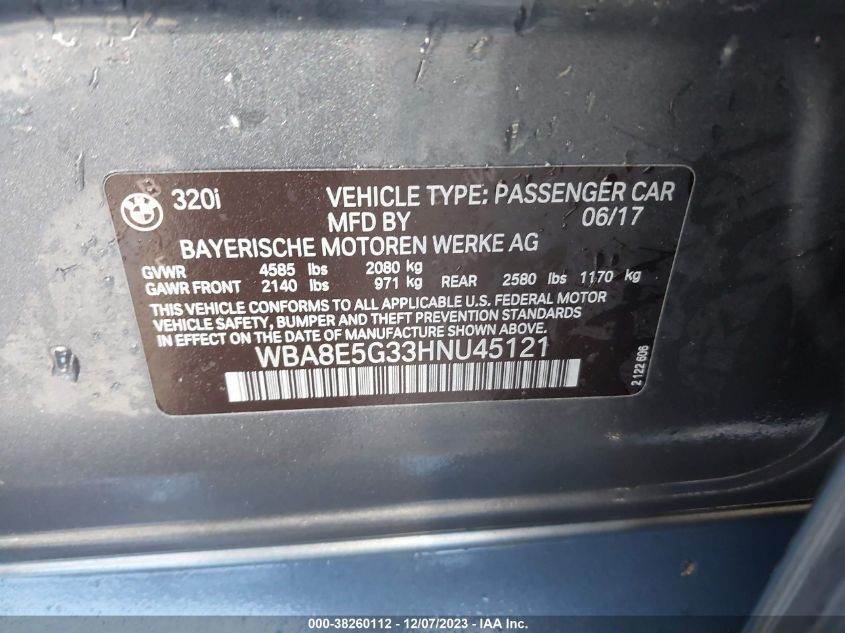 320i VEHICLE TYPE: PASSENGER CAR
MFD BY 06/17
BAYERISCHE MOTOREN WERKE AG
GVWR 4585 lbs 2080 kg
GAWR FRONT 2140 lbs 971 kg REAR 2580 lbs 1170 kg
THIS VEHICLE CONFORMS TO ALL APPLICABLE U.S. FEDERAL MOTOR
VEHICLE SAFETY, BUMPER AND THEFT PREVENTION STANDARDS
IN EFFECT ON THE DATE OF MANUFACTURE SHOWN ABOVE.
WBA8E5G33HNU45121
2 122 606
000-38260112 - 12/07/2023 - IAA Inc.